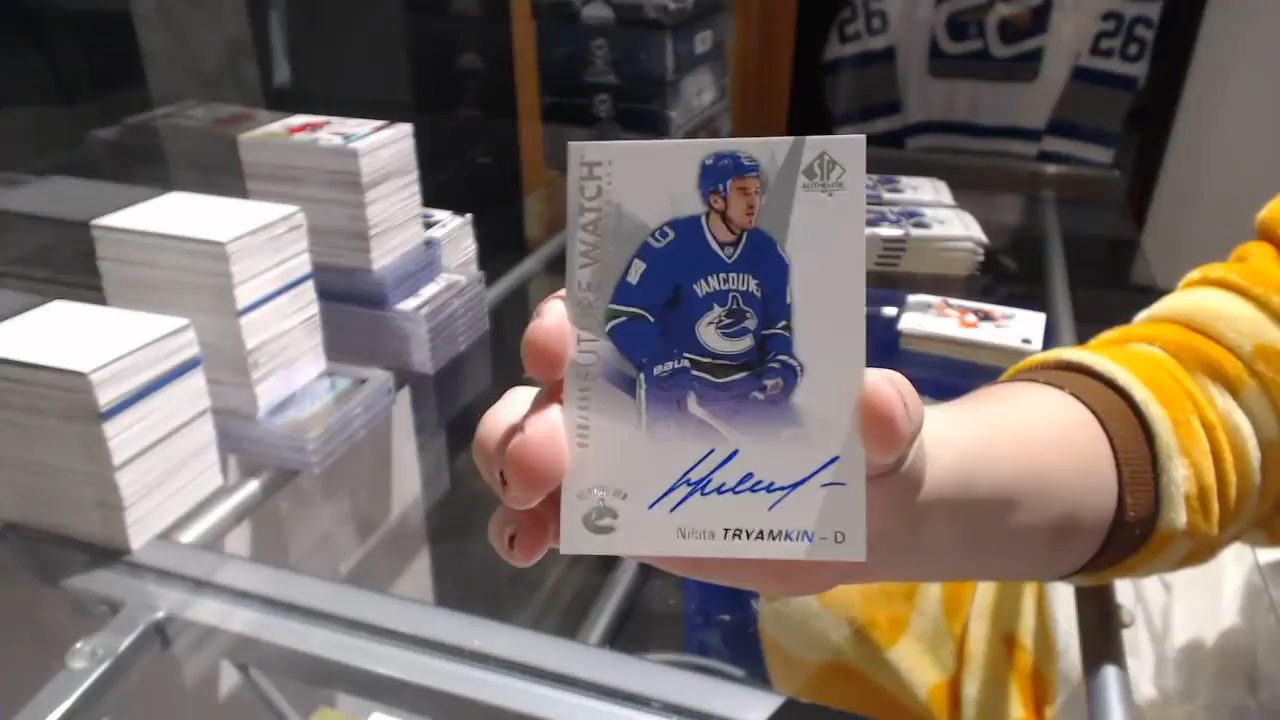 26
26
FUTURE WATCH
SP
AUTHENTIC
VANCOUVER
BAUER
Nikita TRYAMKIN – D